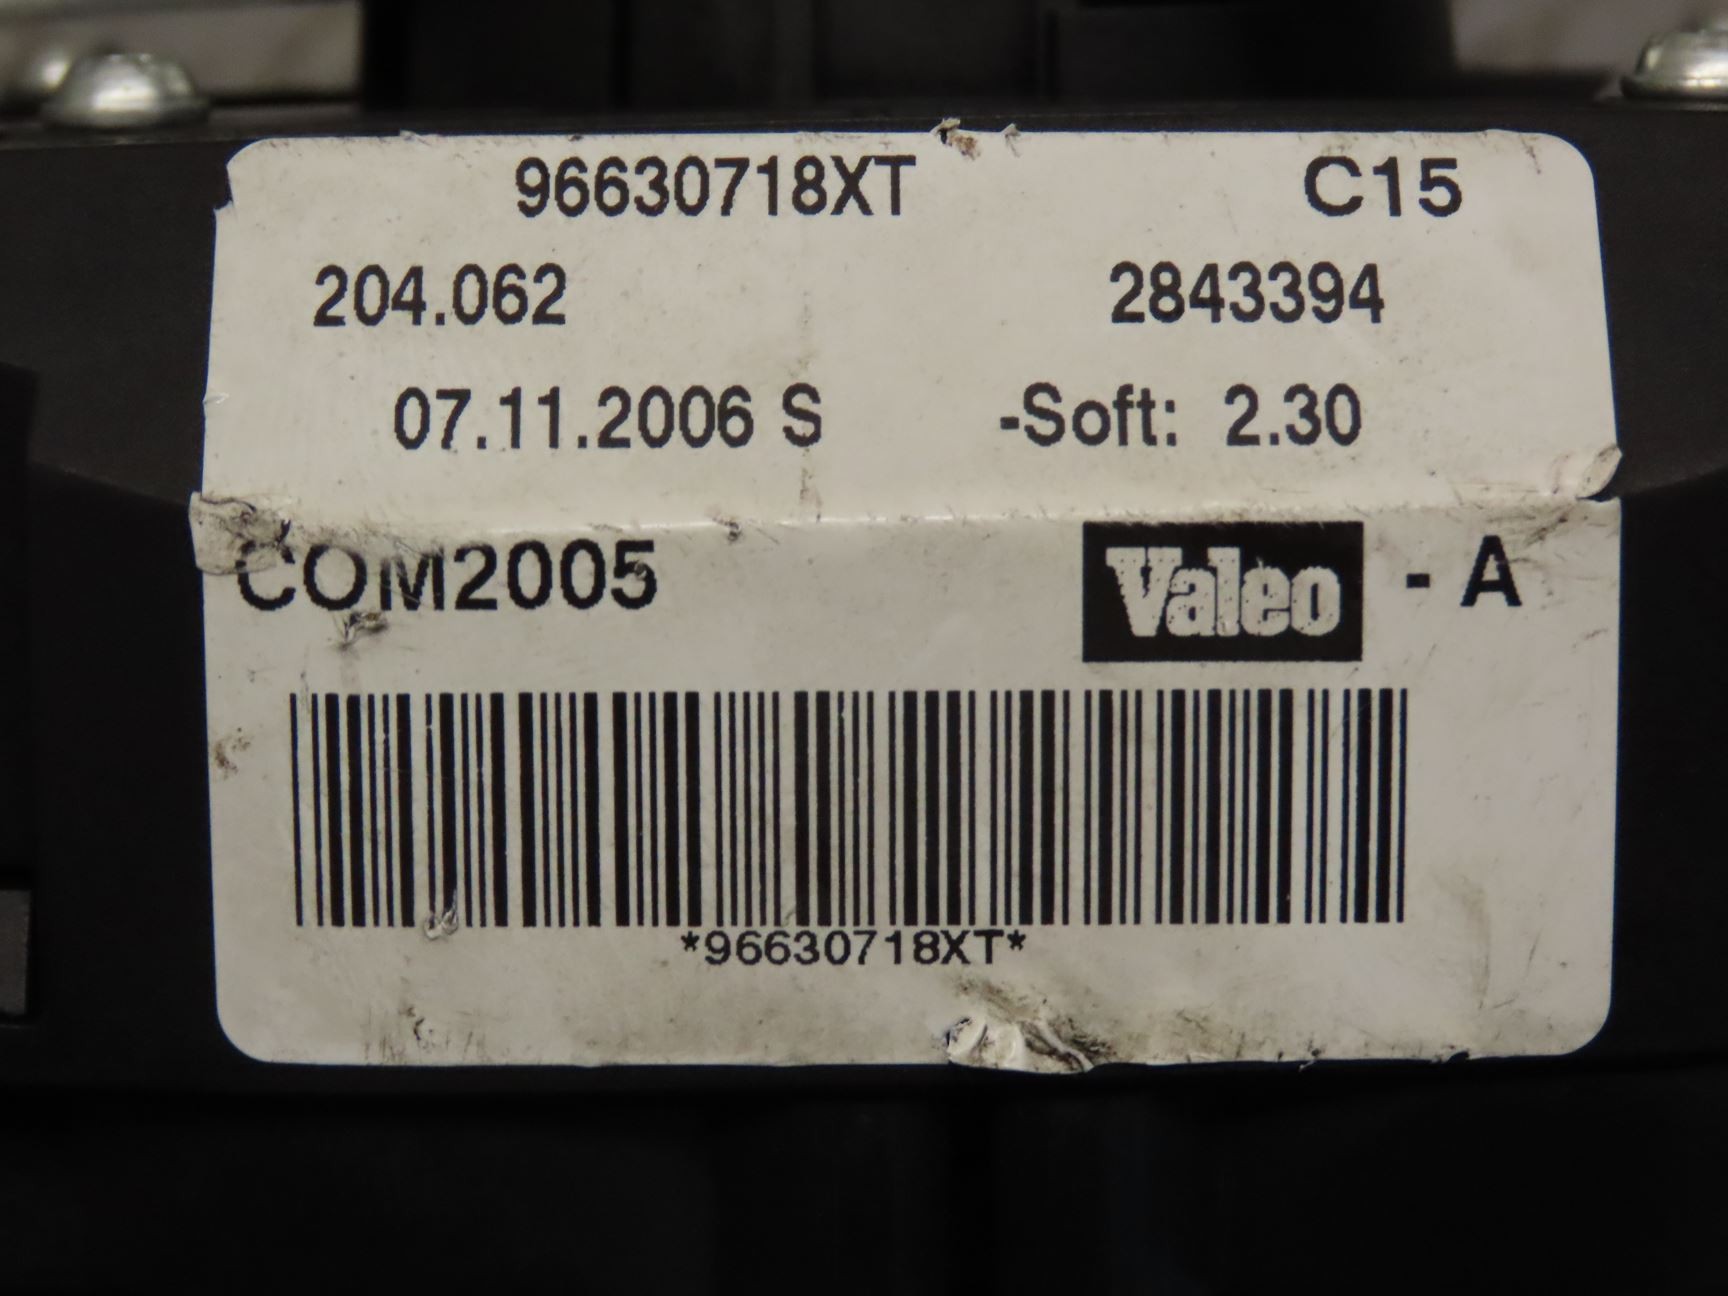 96630718XT C15
204.062 2843394
07.11.2006 S -Soft: 2.30
COM2005 Valeo - A
*96630718XT*